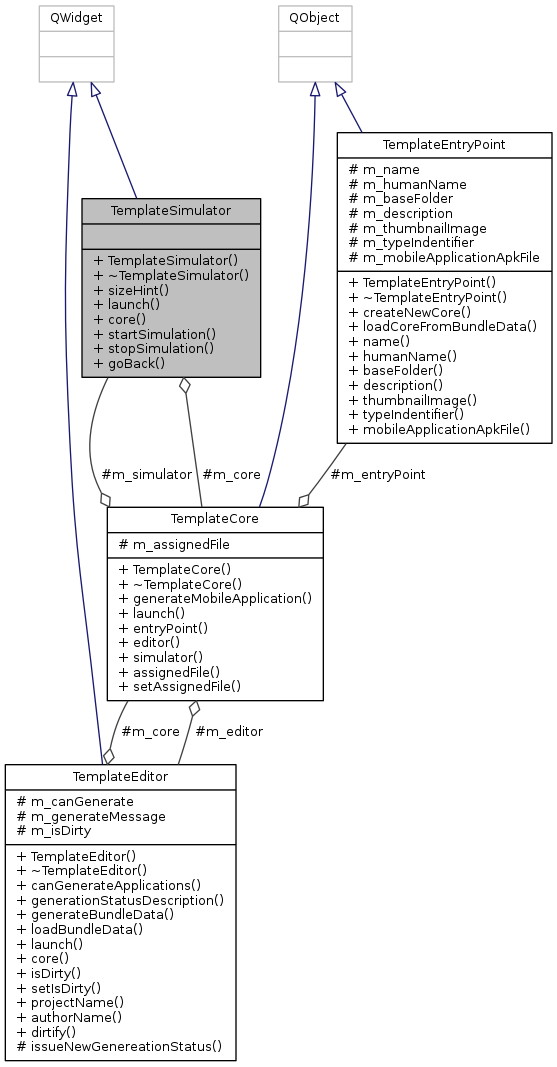 QWidget
QObject
TemplateEntryPoint
# m_name
# m_humanName
# m_baseFolder
# m_description
# m_thumbnailImage
# m_typeIndentifier
# m_mobileApplicationApkFile
+ TemplateEntryPoint()
+ ~TemplateEntryPoint()
+ createNewCore()
+ loadCoreFromBundleData()
+ name()
+ humanName()
+ baseFolder()
+ description()
+ thumbnailImage()
+ typeIndentifier()
+ mobileApplicationApkFile()
TemplateSimulator
+ TemplateSimulator()
+ ~TemplateSimulator()
+ sizeHint()
+ launch()
+ core()
+ startSimulation()
+ stopSimulation()
+ goBack()
#m_simulator
#m_core
#m_entryPoint
TemplateCore
# m_assignedFile
+ TemplateCore()
+ ~TemplateCore()
+ generateMobileApplication()
+ launch()
+ entryPoint()
+ editor()
+ simulator()
+ assignedFile()
+ setAssignedFile()
#m_core
#m_editor
TemplateEditor
# m_canGenerate
# m_generateMessage
# m_isDirty
+ TemplateEditor()
+ ~TemplateEditor()
+ canGenerateApplications()
+ generationStatusDescription()
+ generateBundleData()
+ loadBundleData()
+ launch()
+ core()
+ isDirty()
+ setIsDirty()
+ projectName()
+ authorName()
+ dirtify()
# issueNewGenereationStatus()